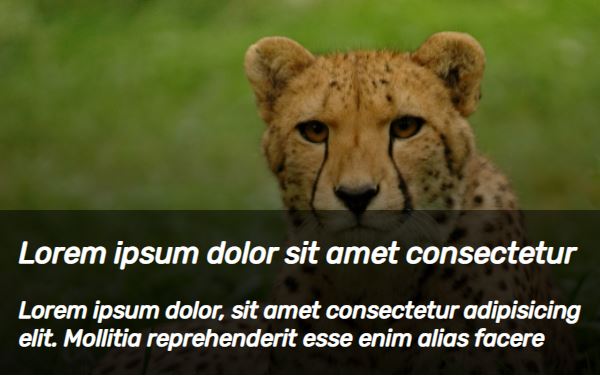 Lorem ipsum dolor sit amet consectetur
Lorem ipsum dolor, sit amet consectetur adipisicing
elit. Mollitia reprehenderit esse enim alias facere